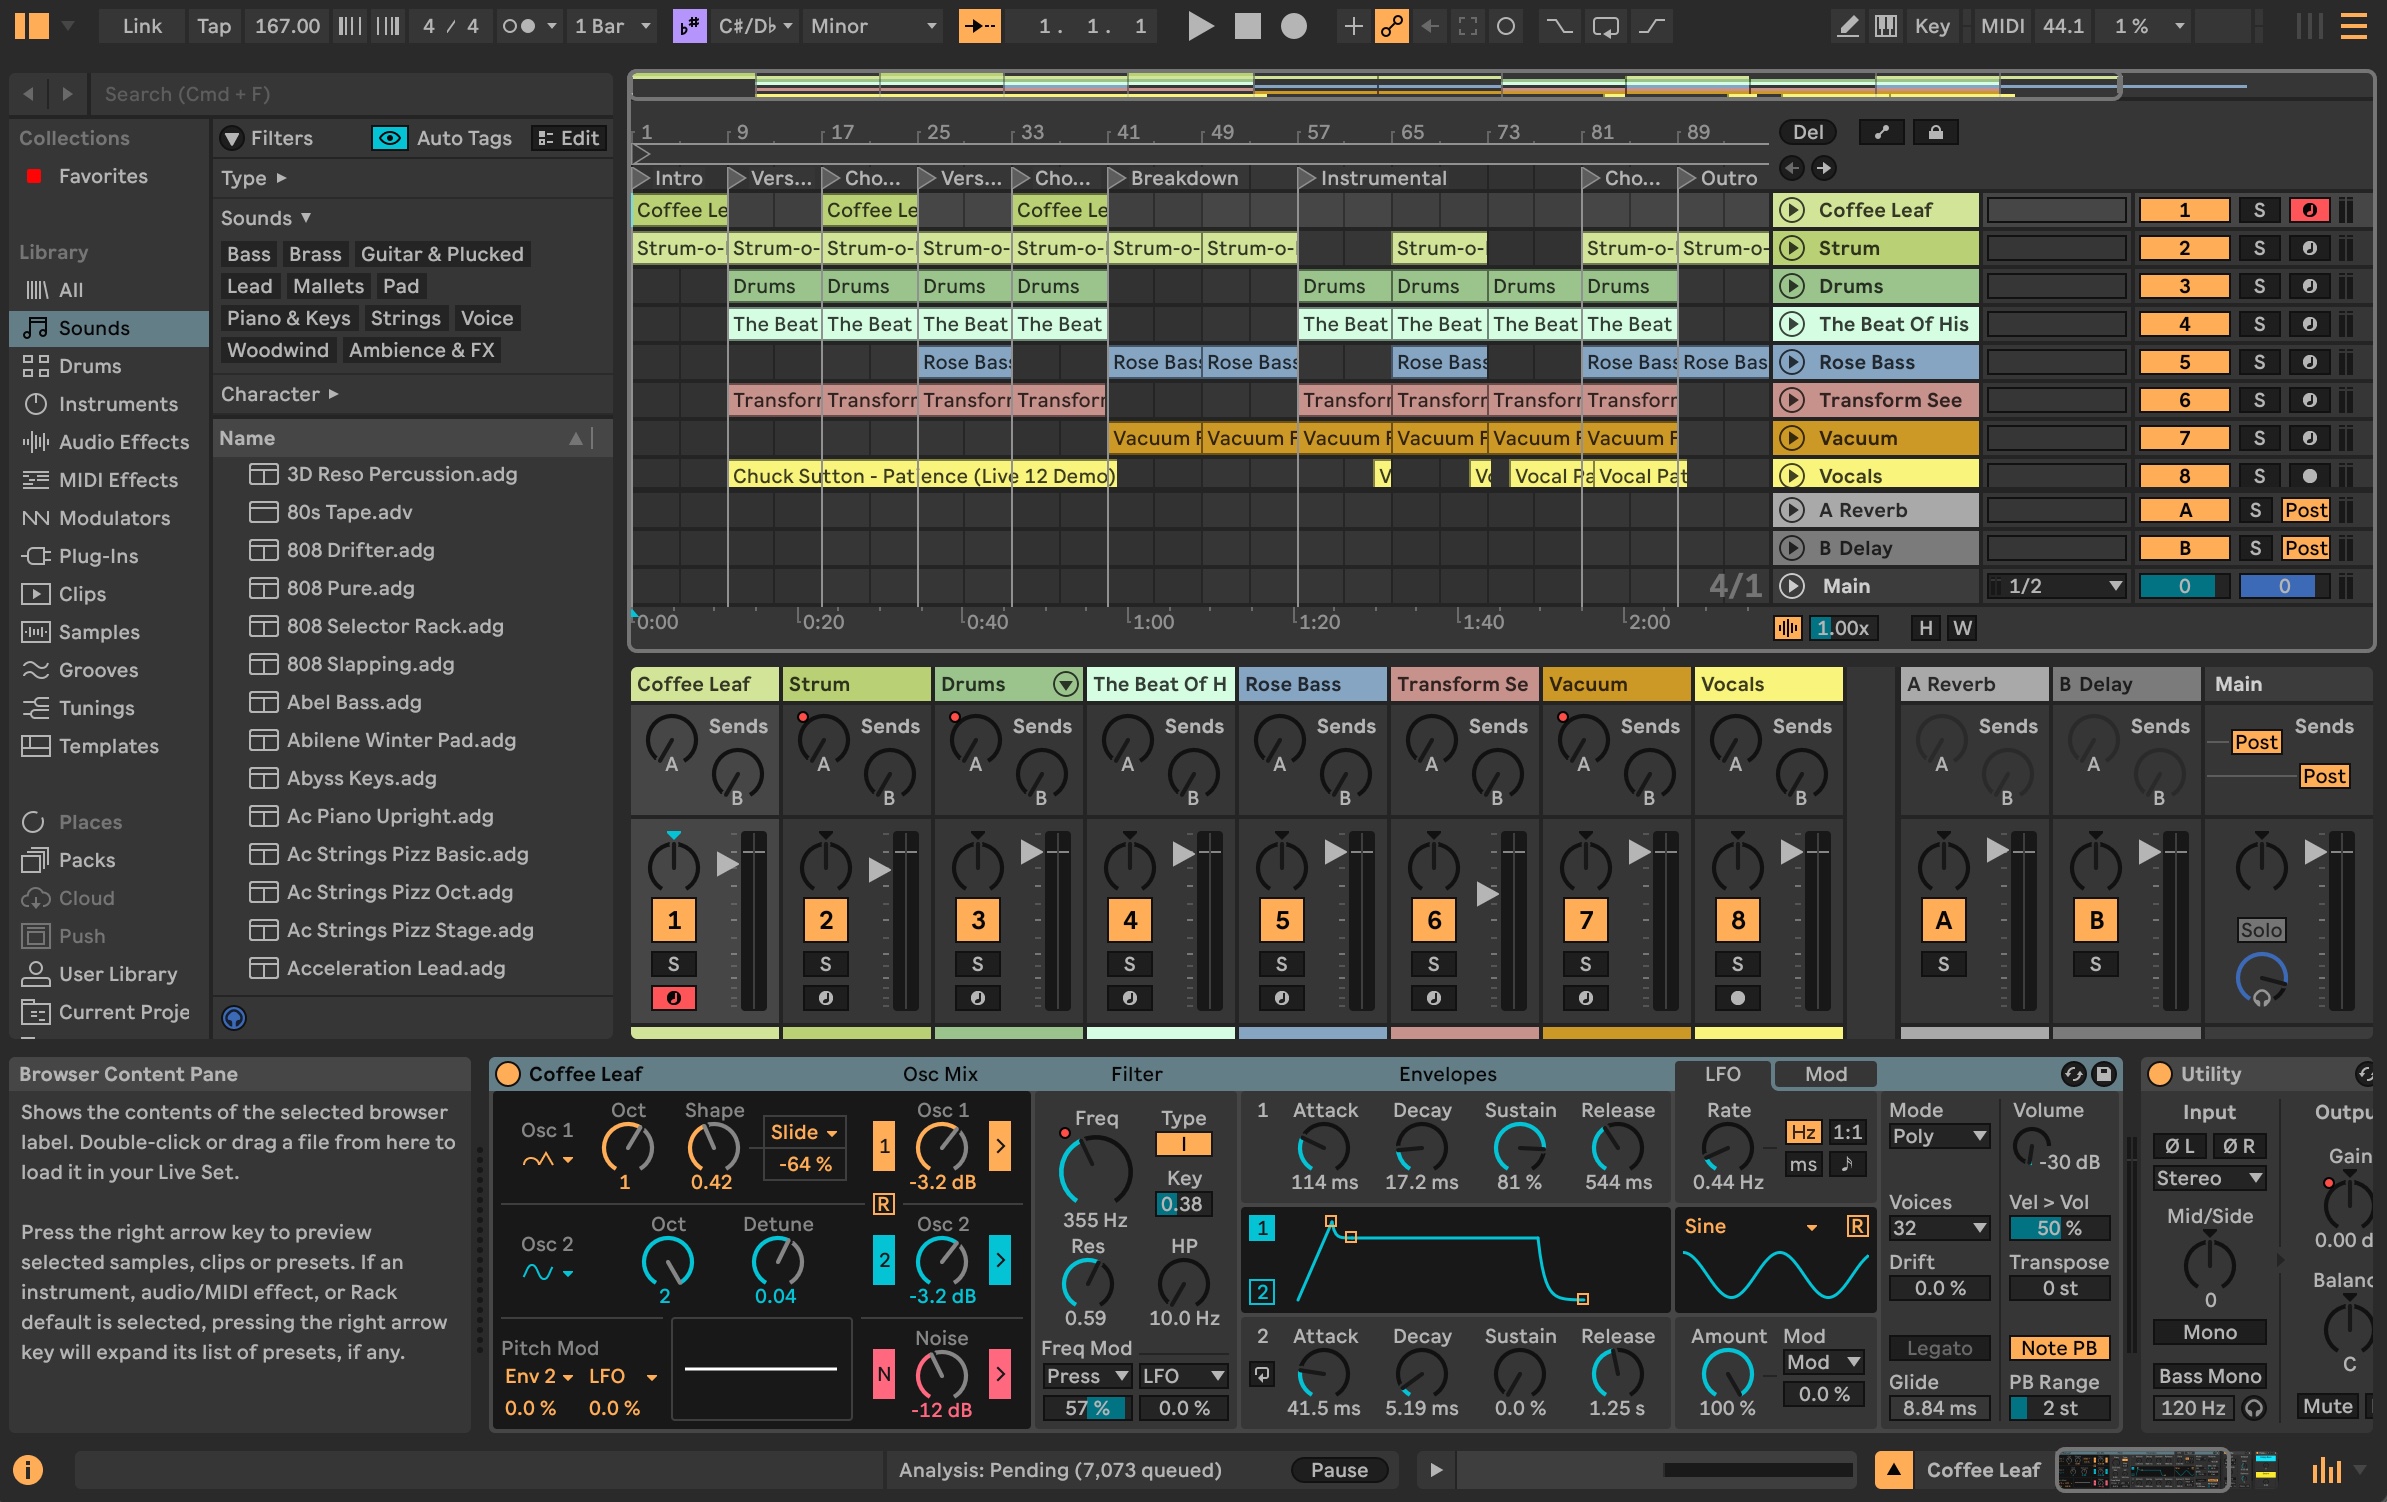 Link Tap 167.00 4 / 4 1 Bar C#/D♭ Minor 1. 1. 1 Key MIDI 44.1 1 %
Search (Cmd + F)
Collections
Favorites
Library
All
Sounds
Drums
Instruments
Audio Effects
MIDI Effects
Modulators
Plug-Ins
Clips
Samples
Grooves
Tunings
Templates
Places
Packs
Cloud
Push
User Library
Current Proje
Filters Auto Tags Edit
Type
Sounds
Bass Brass Guitar & Plucked
Lead Mallets Pad
Piano & Keys Strings Voice
Woodwind Ambience & FX
Character
Name
3D Reso Percussion.adg
80s Tape.adv
808 Drifter.adg
808 Pure.adg
808 Selector Rack.adg
808 Slapping.adg
Abel Bass.adg
Abilene Winter Pad.adg
Abyss Keys.adg
Ac Piano Upright.adg
Ac Strings Pizz Basic.adg
Ac Strings Pizz Oct.adg
Ac Strings Pizz Stage.adg
Acceleration Lead.adg
1 9 17 25 33 41 49 57 65 73 81 89 Del
Intro Vers... Cho... Vers... Cho... Breakdown Instrumental Cho... Outro
Coffee Le Coffee Le Coffee Le Coffee Leaf 1 S
Strum-o- Strum-o- Strum-o- Strum-o- Strum-o- Strum-o- Strum-o- Strum-o- Strum-o- Strum-o- Strum 2 S
Drums Drums Drums Drums Drums Drums Drums Drums Drums 3 S
The Beat The Beat The Beat The Beat The Beat The Beat The Beat The Beat The Beat Of His 4 S
Rose Bass Rose Bass Rose Bass Rose Bass Rose Bass Rose Bas Rose Bass 5 S
Transforr Transforr Transforr Transforr Transforr Transforr Transforr Transforr Transform See 6 S
Vacuum F Vacuum F Vacuum F Vacuum F Vacuum F Vacuum F Vacuum 7 S
Chuck Sutton - Patience (Live 12 Demo) V Vo Vocal Pa Vocal Pat Vocals 8 S
A Reverb A S Post
B Delay B S Post
4/1 Main 1/2 0 0
0:00 0:20 0:40 1:00 1:20 1:40 2:00 1.00x H W
Coffee Leaf Strum Drums The Beat Of H Rose Bass Transform Se Vacuum Vocals A Reverb B Delay Main
Sends Sends Sends Sends Sends Sends Sends Sends Sends Sends Sends
A A A A A A A A A A Post
B B B B B B B B B B Post
1 2 3 4 5 6 7 8 A B Solo
S S S S S S S S S S
Browser Content Pane
Shows the contents of the selected browser
label. Double-click or drag a file from here to
load it in your Live Set.
Press the right arrow key to preview
selected samples, clips or presets. If an
instrument, audio/MIDI effect, or Rack
default is selected, pressing the right arrow
key will expand its list of presets, if any.
Coffee Leaf Osc Mix Filter Envelopes LFO Mod
Osc 1 Oct 1 Shape 0.42 Slide -64 %
1 Osc 1 -3.2 dB
R
Osc 2 Oct 2 Detune 0.04
2 Osc 2 -3.2 dB
Pitch Mod
Env 2 LFO
0.0 % 0.0 %
N Noise -12 dB
Freq 355 Hz Type I
Key 0.38
Res 0.59 HP 10.0 Hz
Freq Mod
Press LFO
57 % 0.0 %
1 Attack Decay Sustain Release
114 ms 17.2 ms 81 % 544 ms
1
2
2 Attack Decay Sustain Release
41.5 ms 5.19 ms 0.0 % 1.25 s
Rate 0.44 Hz Hz 1:1 ms
Sine R
Amount 100 % Mod Mod 0.0 %
Mode Poly
Volume -30 dB
Voices 32
Vel > Vol 50 %
Drift 0.0 %
Transpose 0 st
Legato Note PB
Glide 8.84 ms
PB Range 2 st
Utility
Input Outpu
Ø L Ø R
Stereo
Gain
Mid/Side
0.00 d
0
Balanc
Mono
C
Bass Mono
120 Hz Mute
Analysis: Pending (7,073 queued) Pause Coffee Leaf